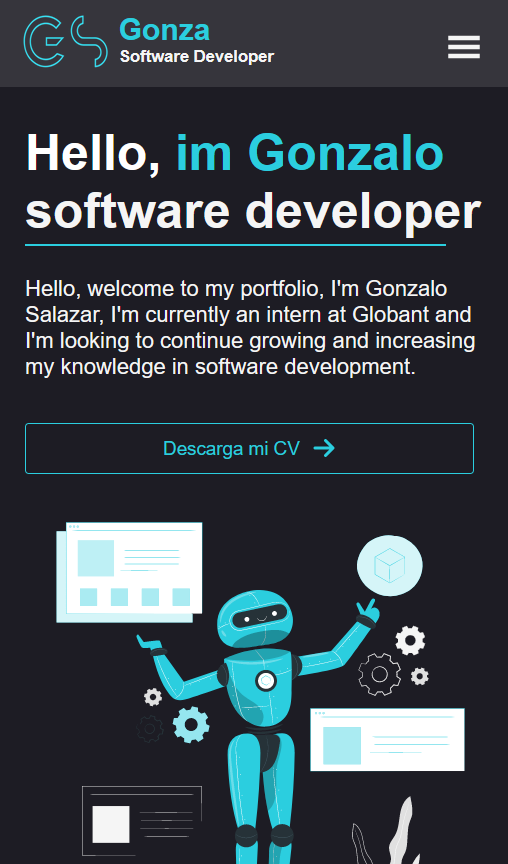 GS
Gonza
Software Developer
Hello, im Gonzalo
software developer
Hello, welcome to my portfolio, I'm Gonzalo
Salazar, I'm currently an intern at Globant and
I'm looking to continue growing and increasing
my knowledge in software development.
Descarga mi CV